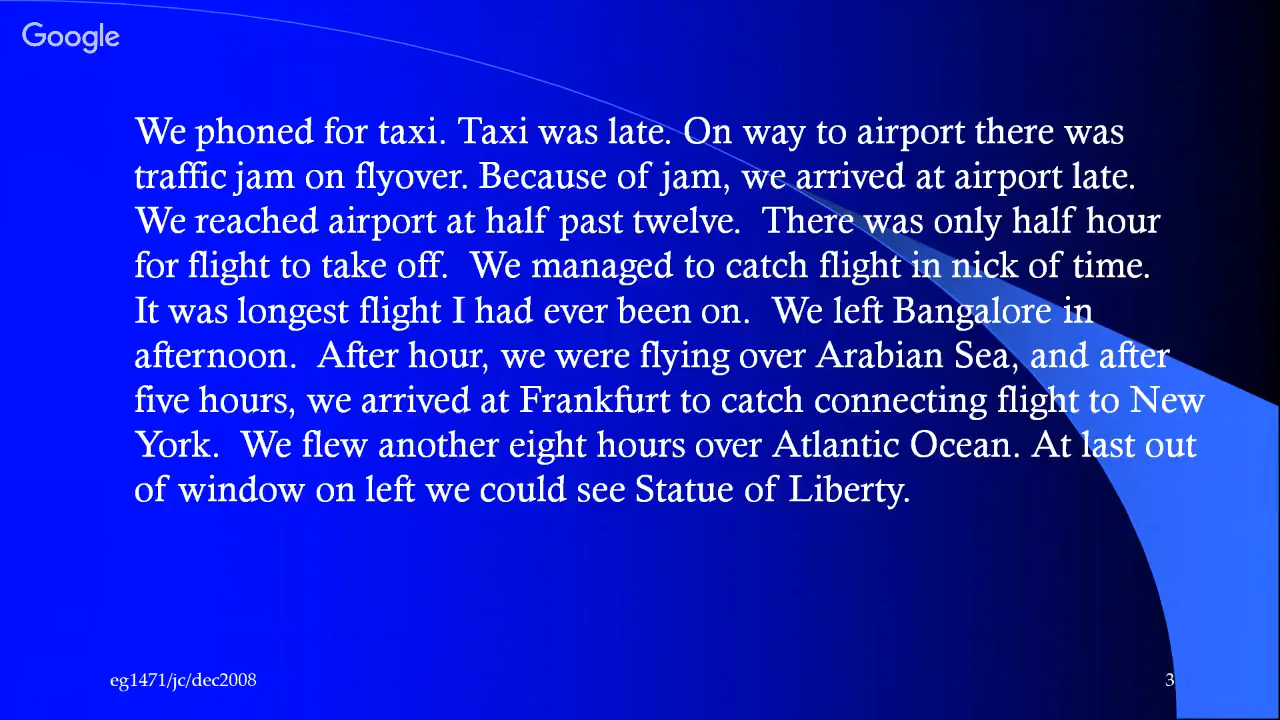 Google
We phoned for taxi. Taxi was late. On way to airport there was
traffic jam on flyover. Because of jam, we arrived at airport late.
We reached airport at half past twelve.  There was only half hour
for flight to take off.  We managed to catch flight in nick of time.
It was longest flight I had ever been on.  We left Bangalore in
afternoon.  After hour, we were flying over Arabian Sea, and after
five hours, we arrived at Frankfurt to catch connecting flight to New
York.  We flew another eight hours over Atlantic Ocean. At last out
of window on left we could see Statue of Liberty.
eg1471/jc/dec2008
3